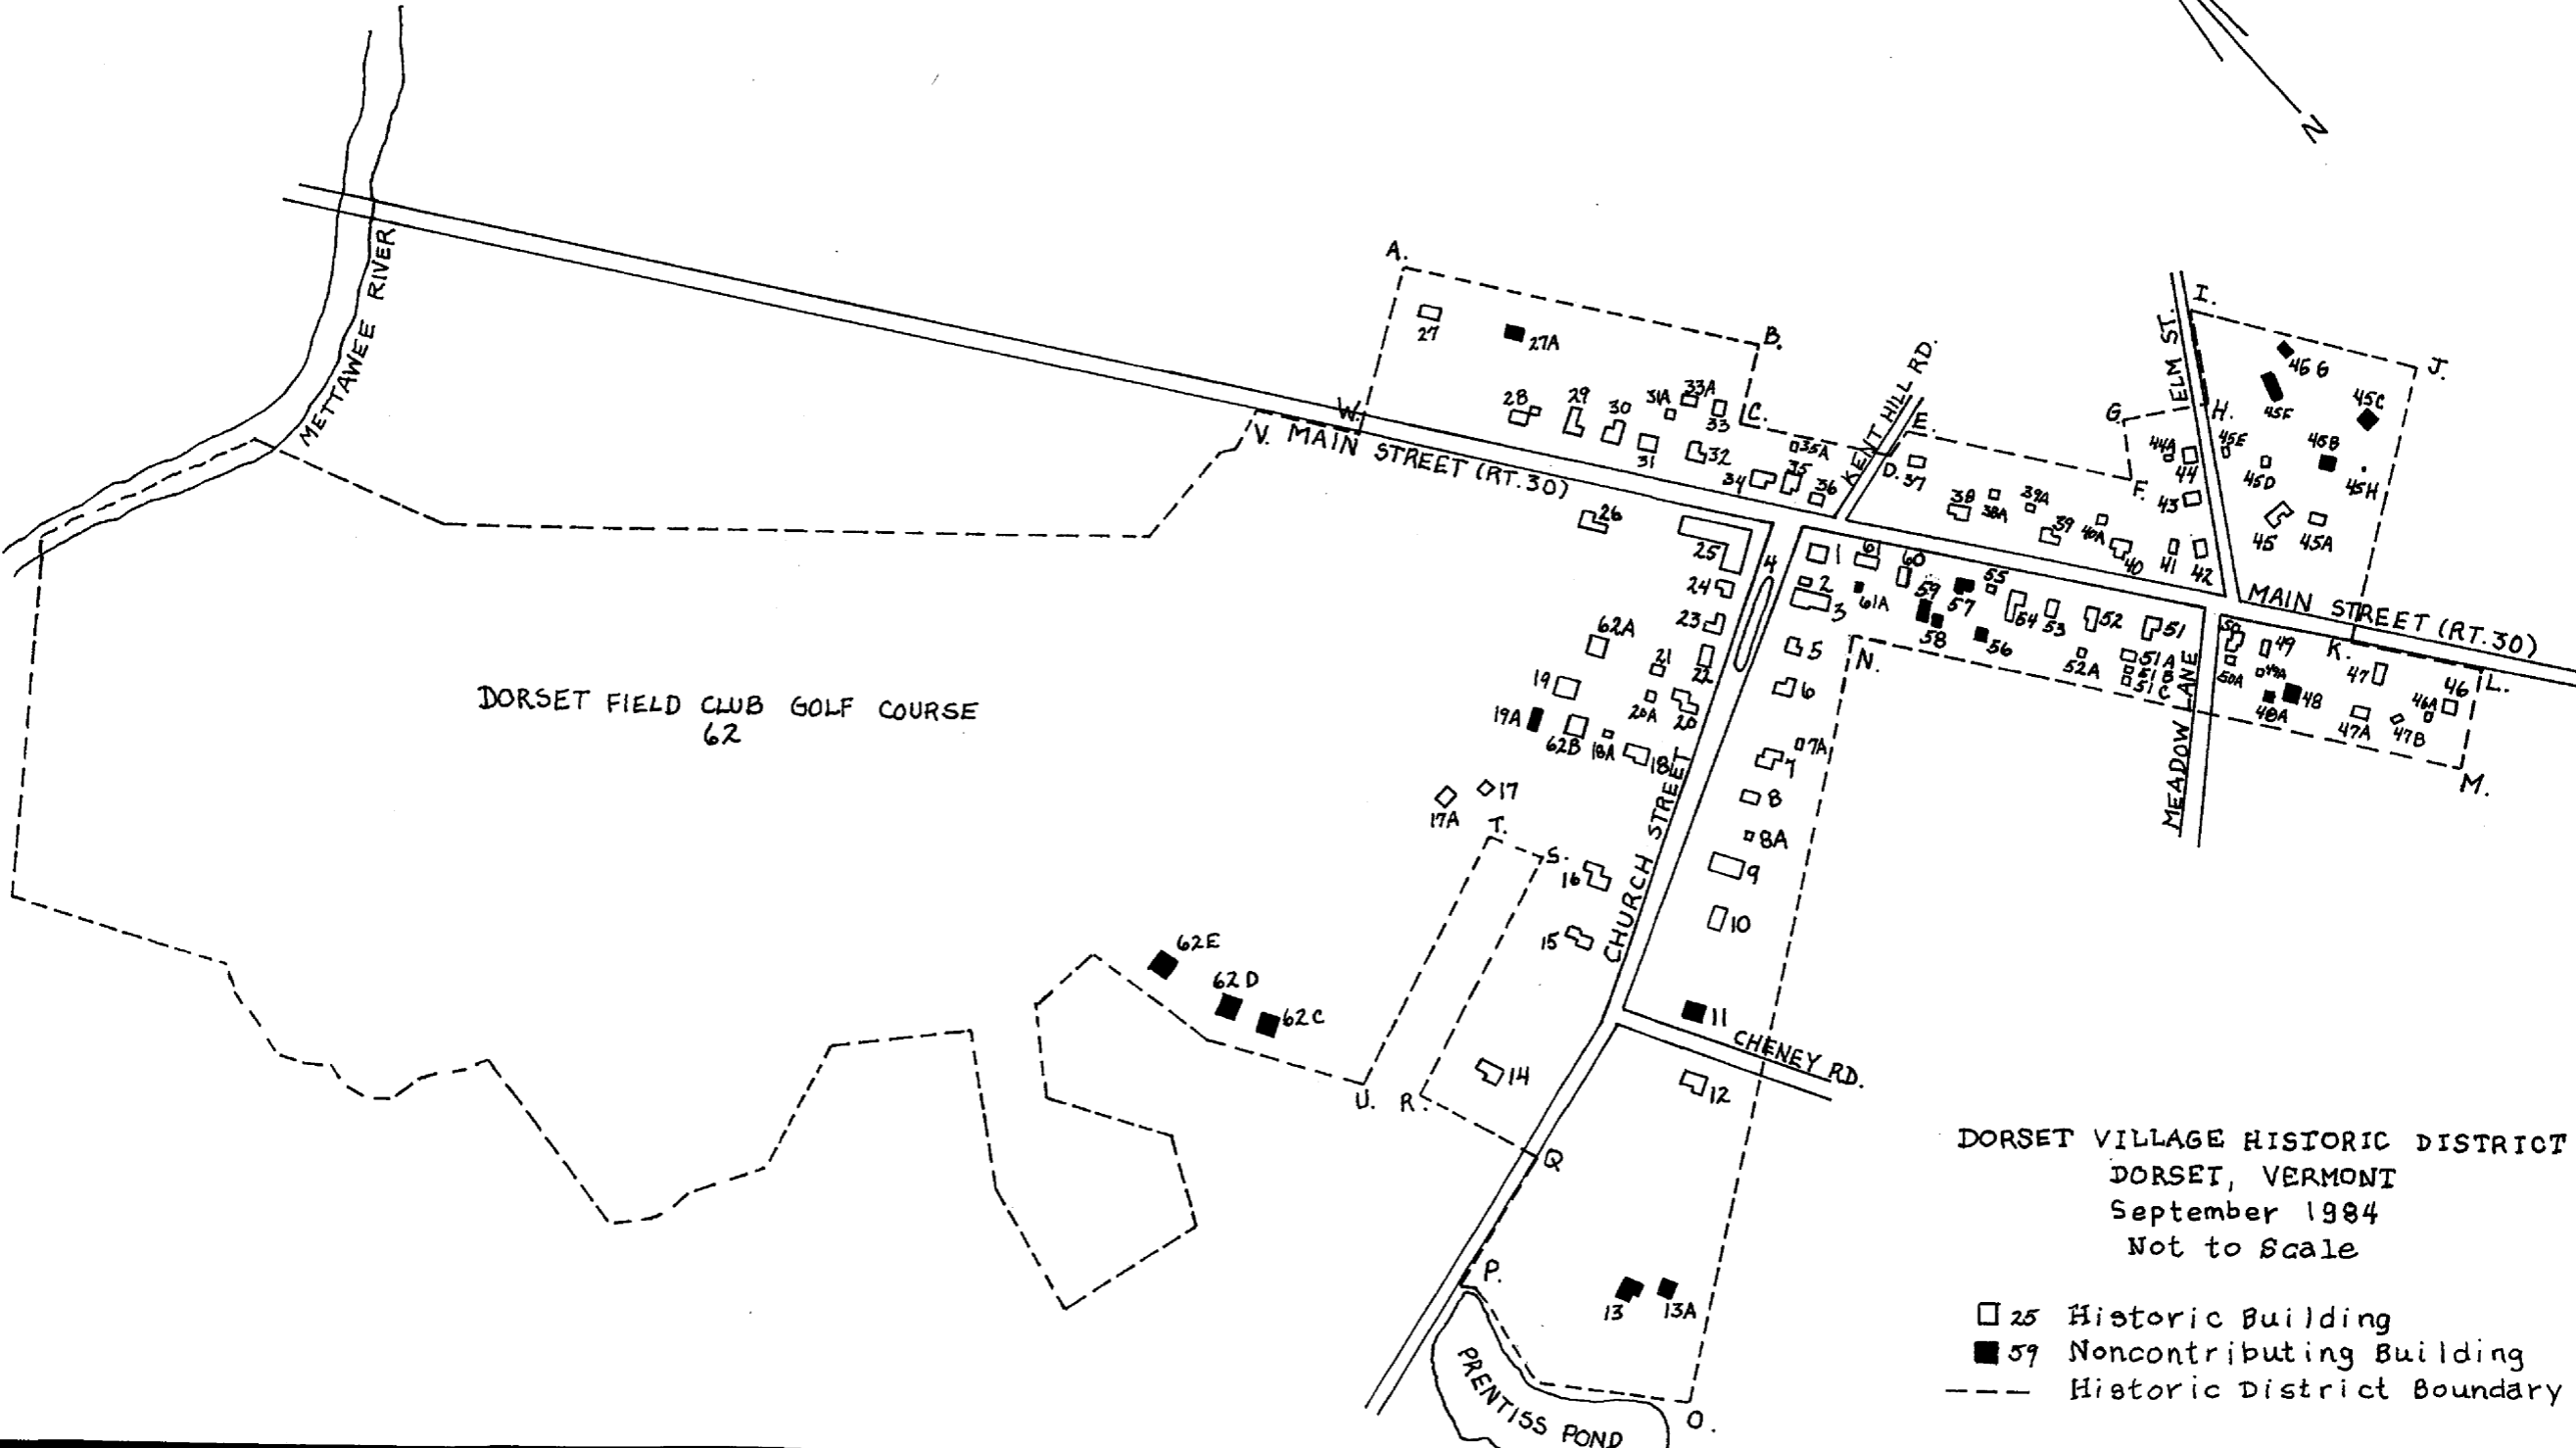 N
METTAWEE RIVER
A.
B.
C.
D.
E.
F.
G.
H.
I.
J.
K.
L.
M.
N.
O.
P.
Q
R.
S.
T.
U.
V.
W.
MAIN STREET (RT.30)
KENT HILL RD.
ELM ST.
MAIN STREET (RT.30)
MEADOW LANE
CHURCH STREET
CHENEY RD.
PRENTISS POND
DORSET FIELD CLUB GOLF COURSE
62
27
27A
28
29
30
31A
33A
33
31
32
34
35A
35
36
37
38
38A
39A
39
40A
40
41
42
43
44A
44
45E
45D
45
45A
45B
45H
45C
45F
45G
26
25
24
23
22
21
20A
20
62A
19
19A
62B
18A
18
17
17A
16
15
14
62E
62D
62C
4
1
2
3
5
6
7A
7
8
8A
9
10
11
12
13
13A
61
61A
60
59
58
57
56
55
54
53
52
52A
51
51A
51B
51C
50
50A
49
49A
48
48A
47
47A
47B
46A
46
DORSET VILLAGE HISTORIC DISTRICT
DORSET, VERMONT
September 1984
Not to Scale
25 Historic Building
59 Noncontributing Building
Historic District Boundary